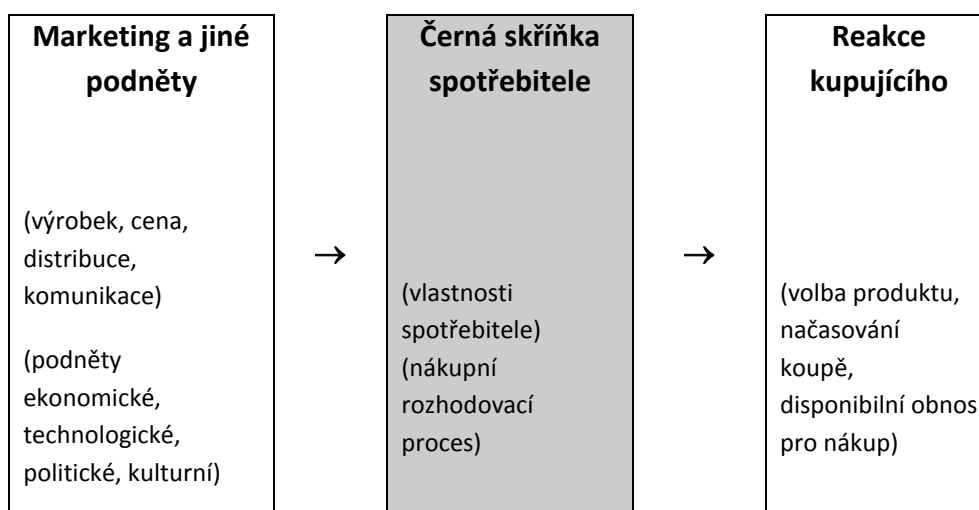 Marketing a jiné
podněty
(výrobek, cena,
distribuce,
komunikace)
(podněty
ekonomické,
technologické,
politické, kulturní)
→
Černá skříňka
spotřebitele
(vlastnosti
spotřebitele)
(nákupní
rozhodovací
proces)
→
Reakce
kupujícího
(volba produktu,
načasování
koupě,
disponibilní obnos
pro nákup)